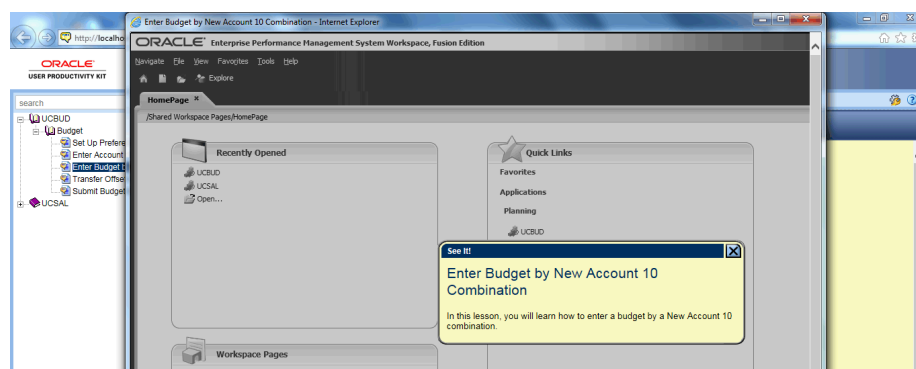 Enter Budget by New Account 10 Combination - Internet Explorer
http://localho
ORACLE
USER PRODUCTIVITY KIT
ORACLE Enterprise Performance Management System Workspace, Fusion Edition
Navigate File View Favorites Tools Help
Explore
HomePage
/Shared Workspace Pages/HomePage
search
UCBUD
Budget
Set Up Prefere
Enter Account
Enter Budget b
Transfer Offse
Submit Budget
UCSAL
Recently Opened
UCBUD
UCSAL
Open...
Quick Links
Favorites
Applications
Planning
UCBUD
See It!
Enter Budget by New Account 10
Combination
In this lesson, you will learn how to enter a budget by a New Account 10
combination.
Workspace Pages